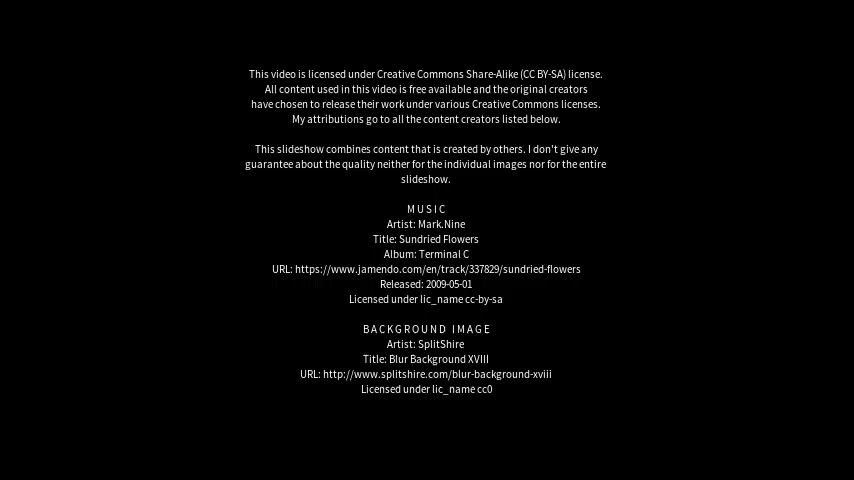 This video is licensed under Creative Commons Share-Alike (CC BY-SA) license.
All content used in this video is free available and the original creators
have chosen to release their work under various Creative Commons licenses.
My attributions go to all the content creators listed below.
This slideshow combines content that is created by others. I don't give any
guarantee about the quality neither for the individual images nor for the entire
slideshow.
MUSIC
Artist: Mark.Nine
Title: Sundried Flowers
Album: Terminal C
URL: https://www.jamendo.com/en/track/337829/sundried-flowers
Released: 2009-05-01
Licensed under lic_name cc-by-sa
BACKGROUND IMAGE
Artist: SplitShire
Title: Blur Background XVIII
URL: http://www.splitshire.com/blur-background-xviii
Licensed under lic_name cc0